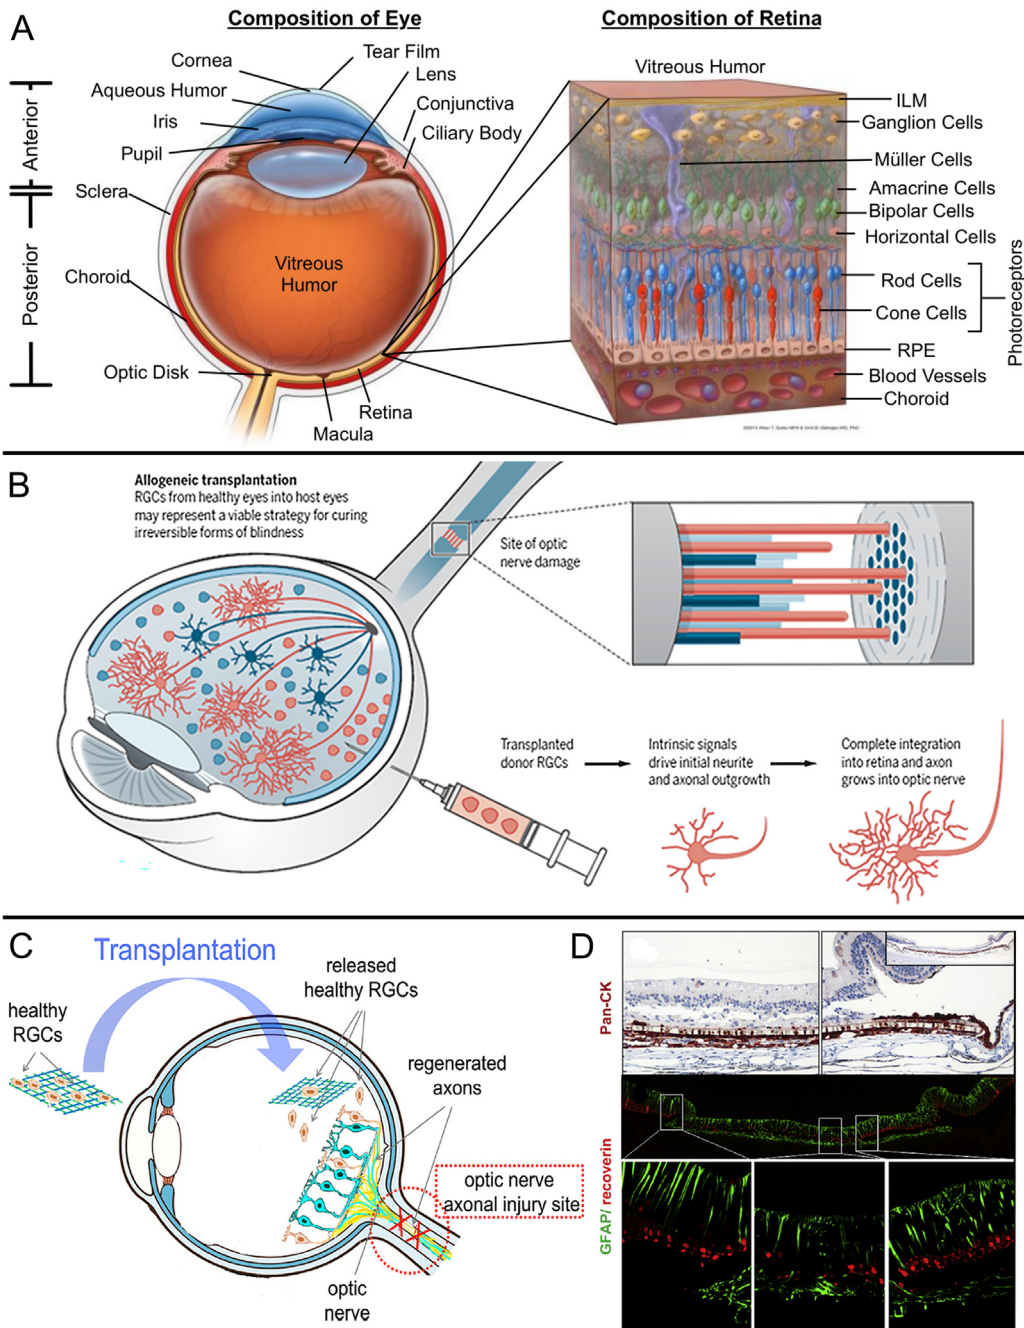 A
Composition of Eye
Composition of Retina
Anterior
Posterior
Cornea
Aqueous Humor
Iris
Pupil
Sclera
Choroid
Optic Disk
Tear Film
Lens
Conjunctiva
Ciliary Body
Vitreous
Humor
Retina
Macula
Vitreous Humor
ILM
Ganglion Cells
Müller Cells
Amacrine Cells
Bipolar Cells
Horizontal Cells
Rod Cells
Cone Cells
Photoreceptors
RPE
Blood Vessels
Choroid
B
Allogeneic transplantation
RGCs from healthy eyes into host eyes
may represent a viable strategy for curing
irreversible forms of blindness
Site of optic
nerve damage
Transplanted
donor RGCs
Intrinsic signals
drive initial neurite
and axonal outgrowth
Complete integration
into retina and axon
grows into optic nerve
C
Transplantation
healthy
RGCs
released
healthy RGCs
regenerated
axons
optic nerve
axonal injury site
optic
nerve
D
Pan-CK
GFAP/ recoverin